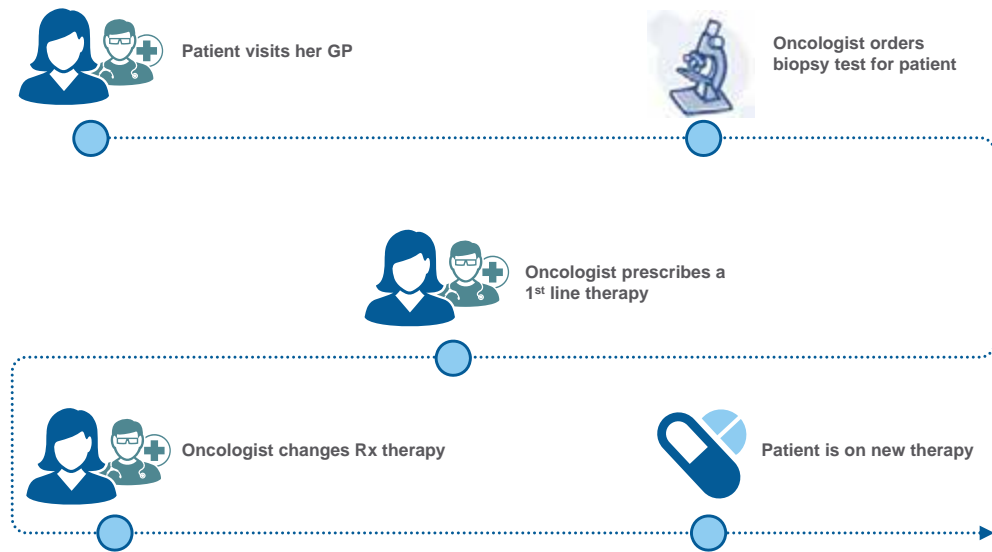 Patient visits her GP
Oncologist orders
biopsy test for patient
Oncologist prescribes a
1st line therapy
Oncologist changes Rx therapy
Patient is on new therapy